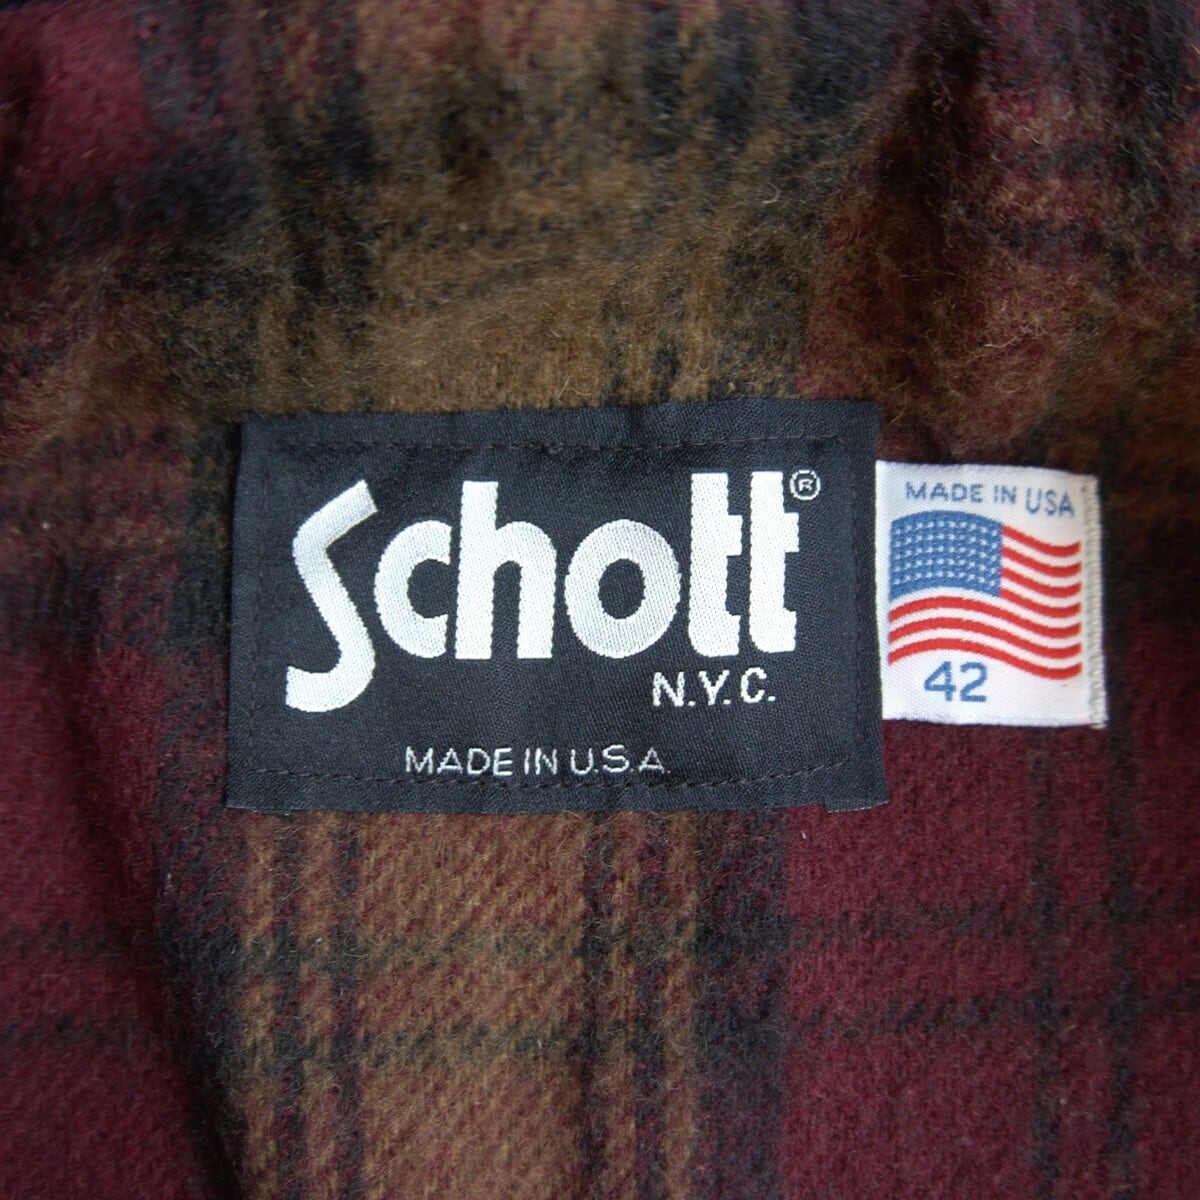 Schott®
N.Y.C.
MADE IN U.S.A.
MADE IN USA
42